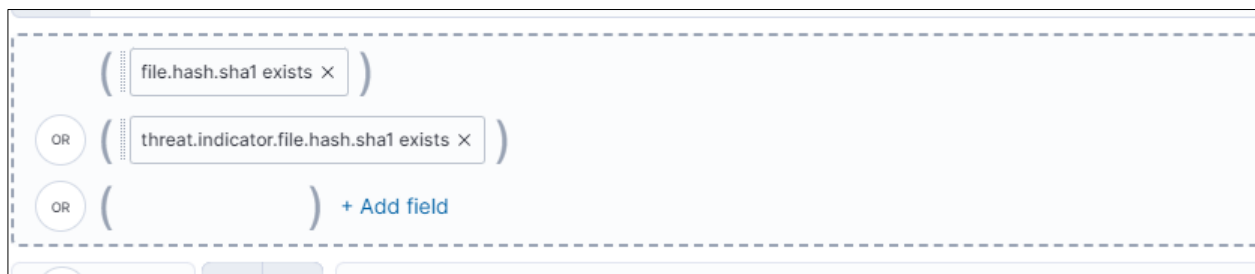 ( file.hash.sha1 exists × )
OR ( threat.indicator.file.hash.sha1 exists × )
OR ( ) + Add field